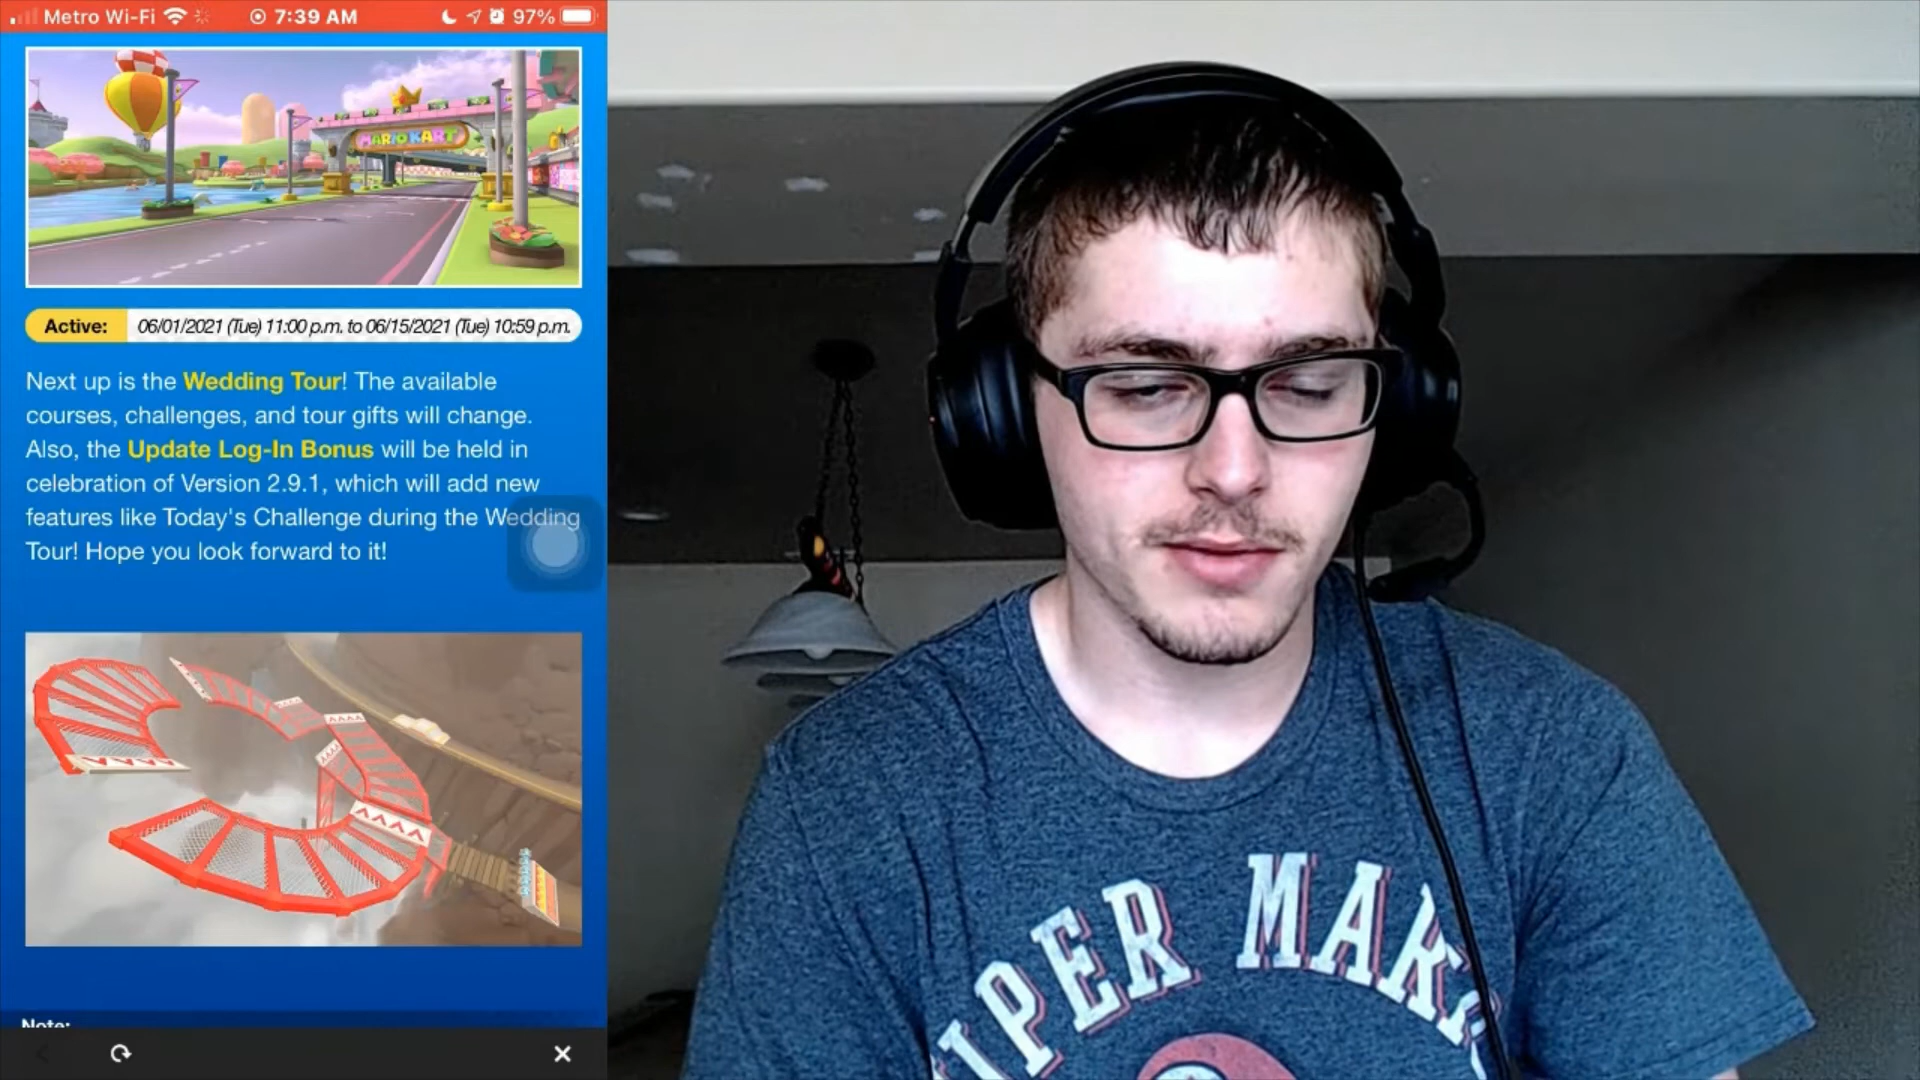 Metro Wi-Fi
7:39 AM
97%
MARIO KART
Active: 06/01/2021 (Tue) 11:00 p.m. to 06/15/2021 (Tue) 10:59 p.m.
Next up is the Wedding Tour! The available
courses, challenges, and tour gifts will change.
Also, the Update Log-In Bonus will be held in
celebration of Version 2.9.1, which will add new
features like Today's Challenge during the Wedding
Tour! Hope you look forward to it!
Note:
UPER MAR